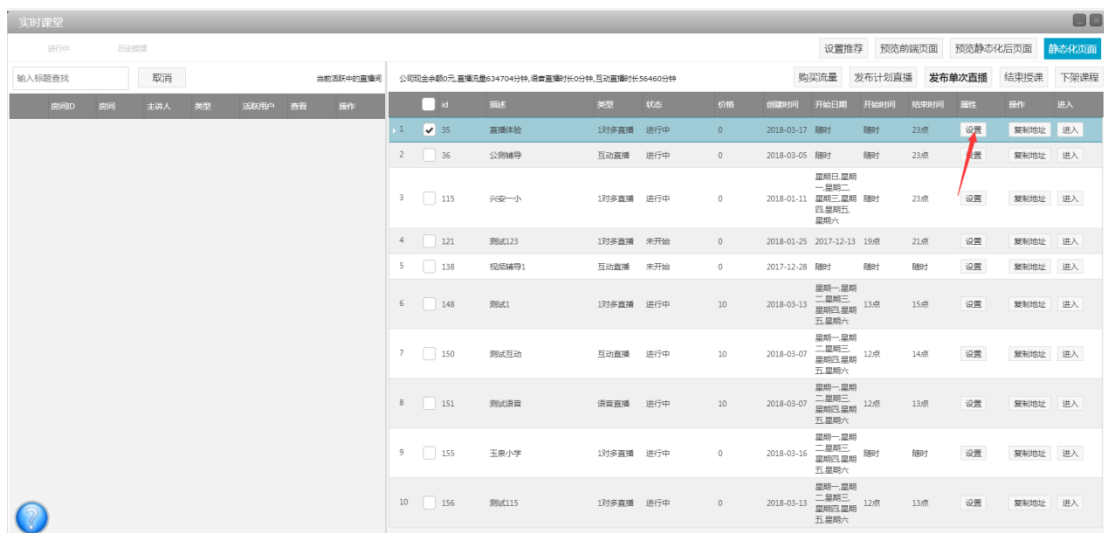 实时课堂
进行中 历史授课
设置推荐 预览前端页面 预览静态化后页面 静态化页面
输入标题查找 取消 当前活跃中的直播间
公司现金余额0元,直播流量634704分钟,语音直播时长0分钟,互动直播时长56460分钟
购买流量 发布计划直播 发布单次直播 结束授课 下架课程
房间ID 房间 主讲人 类型 活跃用户 查看 操作
id 描述 类型 状态 价格 创建时间 开始日期 开始时间 结束时间 属性 操作 进入
1 35 直播体验 1对多直播 进行中 0 2018-03-17 随时 随时 23点 设置 复制地址 进入
2 36 公测辅导 互动直播 进行中 0 2018-03-05 随时 随时 23点 设置 复制地址 进入
星期日,星期
一,星期二,
3 115 兴安一小 1对多直播 进行中 0 2018-01-11 星期三,星期 随时 23点 设置 复制地址 进入
四,星期五,
星期六
4 121 测试123 1对多直播 未开始 0 2018-01-25 2017-12-13 19点 21点 设置 复制地址 进入
5 138 视频辅导1 互动直播 未开始 0 2017-12-28 随时 随时 随时 设置 复制地址 进入
星期一,星期
二,星期三,
6 148 测试1 1对多直播 进行中 10 2018-03-13 星期四,星期 13点 15点 设置 复制地址 进入
五,星期六
星期一,星期
二,星期三,
7 150 测试互动 互动直播 进行中 10 2018-03-07 星期四,星期 12点 14点 设置 复制地址 进入
五,星期六
星期一,星期
二,星期三,
8 151 测试语音 语音直播 进行中 10 2018-03-07 星期四,星期 12点 13点 设置 复制地址 进入
五,星期六
星期一,星期
二,星期三,
9 155 玉泉小学 1对多直播 进行中 0 2018-03-16 星期四,星期 随时 随时 设置 复制地址 进入
五,星期六
星期一,星期
二,星期三,
10 156 测试115 1对多直播 进行中 0 2018-03-13 星期四,星期 12点 13点 设置 复制地址 进入
五,星期六